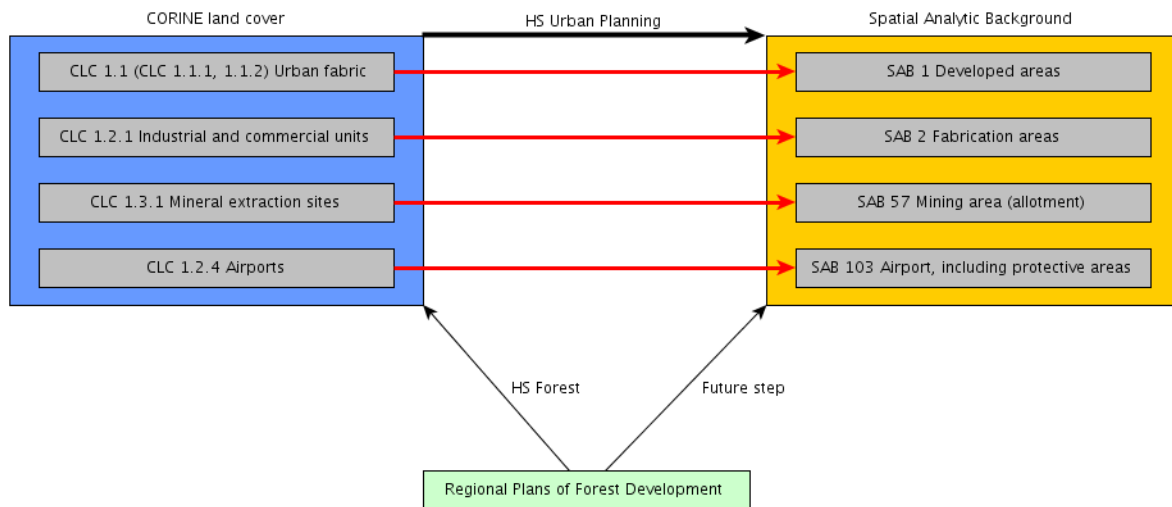 CORINE land cover
HS Urban Planning
Spatial Analytic Background
CLC 1.1 (CLC 1.1.1, 1.1.2) Urban fabric
SAB 1 Developed areas
CLC 1.2.1 Industrial and commercial units
SAB 2 Fabrication areas
CLC 1.3.1 Mineral extraction sites
SAB 57 Mining area (allotment)
CLC 1.2.4 Airports
SAB 103 Airport, including protective areas
HS Forest
Future step
Regional Plans of Forest Development